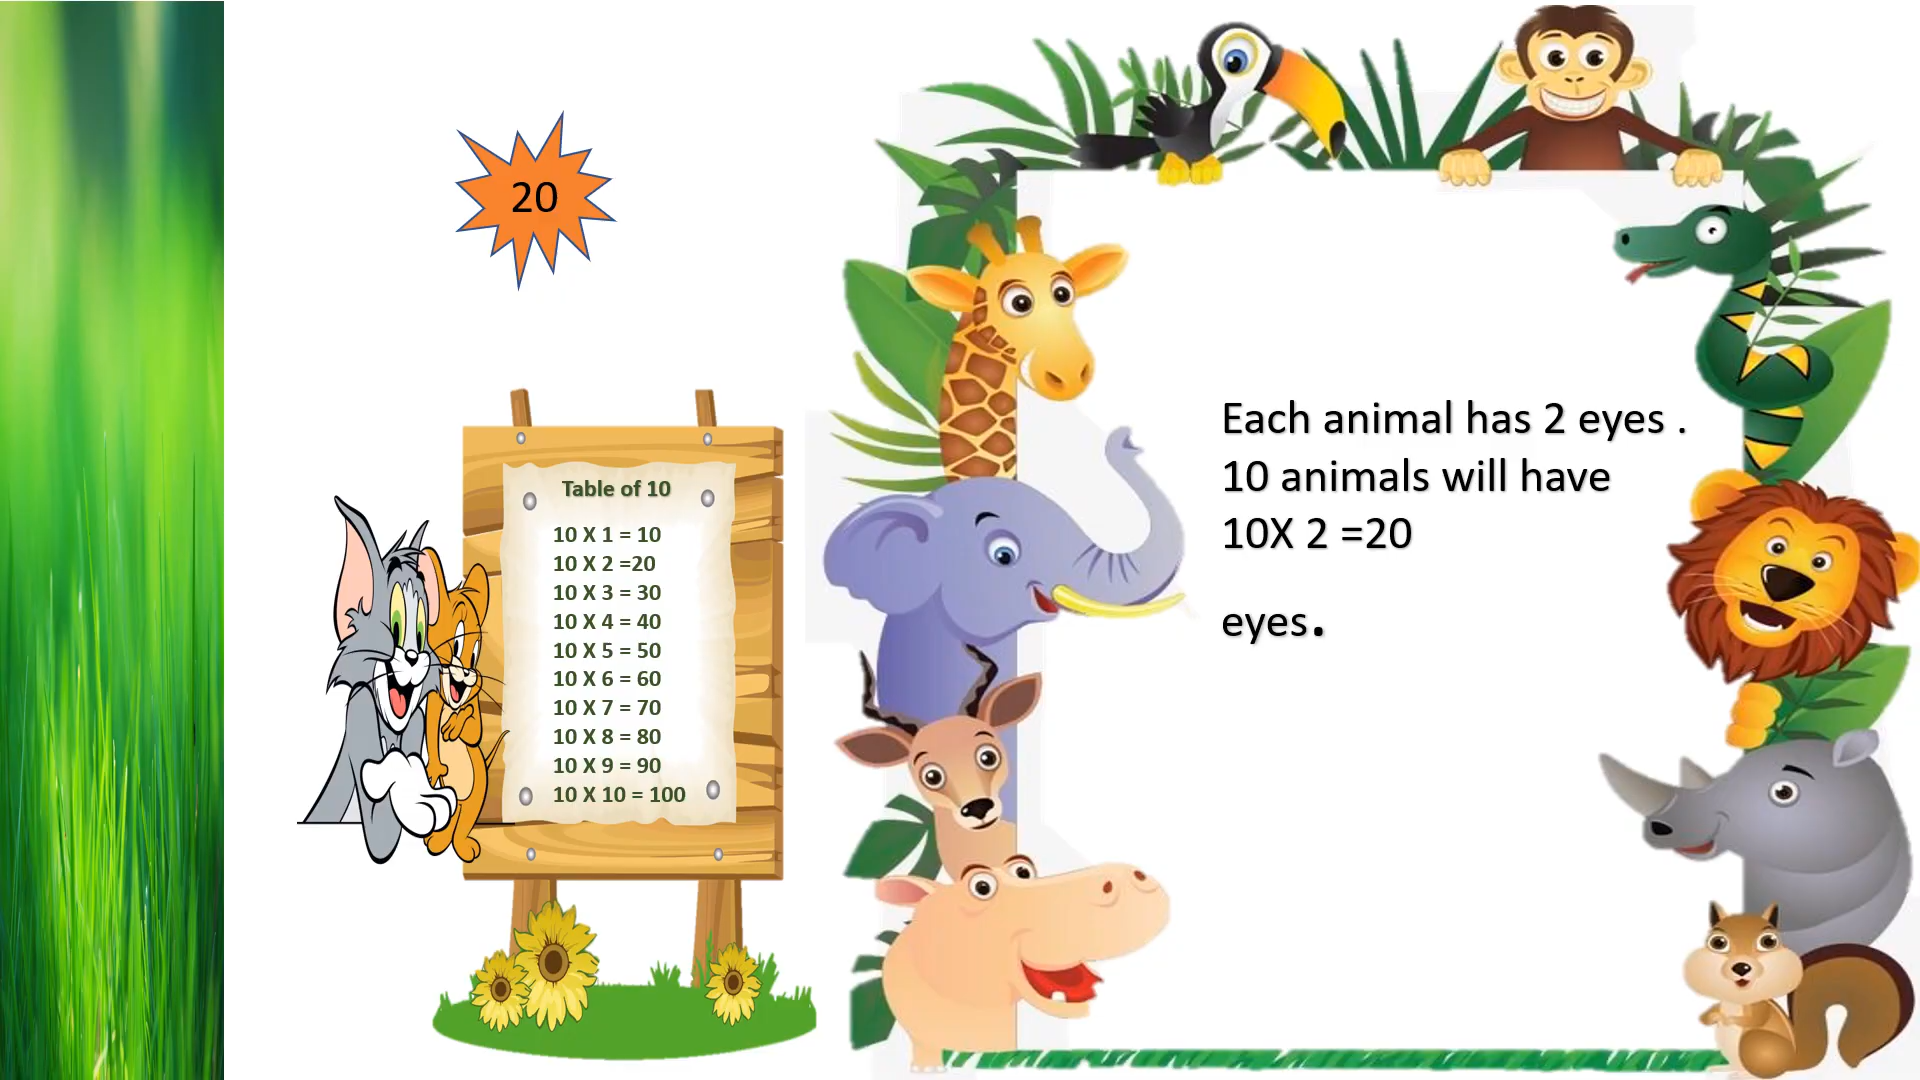 20
Table of 10
10 X 1 = 10
10 X 2 =20
10 X 3 = 30
10 X 4 = 40
10 X 5 = 50
10 X 6 = 60
10 X 7 = 70
10 X 8 = 80
10 X 9 = 90
10 X 10 = 100
Each animal has 2 eyes .
10 animals will have
10X 2 =20
eyes.